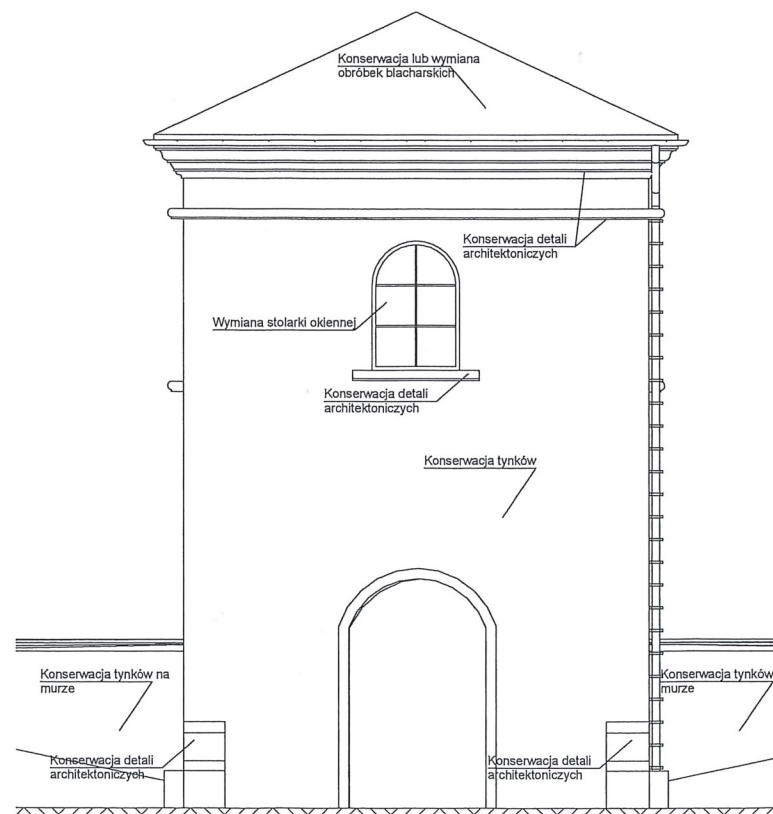 Konserwacja lub wymiana
obróbek blacharskich
Konserwacja detali
architektonicznych
Wymiana stolarki okiennej
Konserwacja detali
architektonicznych
Konserwacja tynków
Konserwacja tynków na
murze
Konserwacja tynków
murze
Konserwacja detali
architektonicznych
Konserwacja detali
architektonicznych